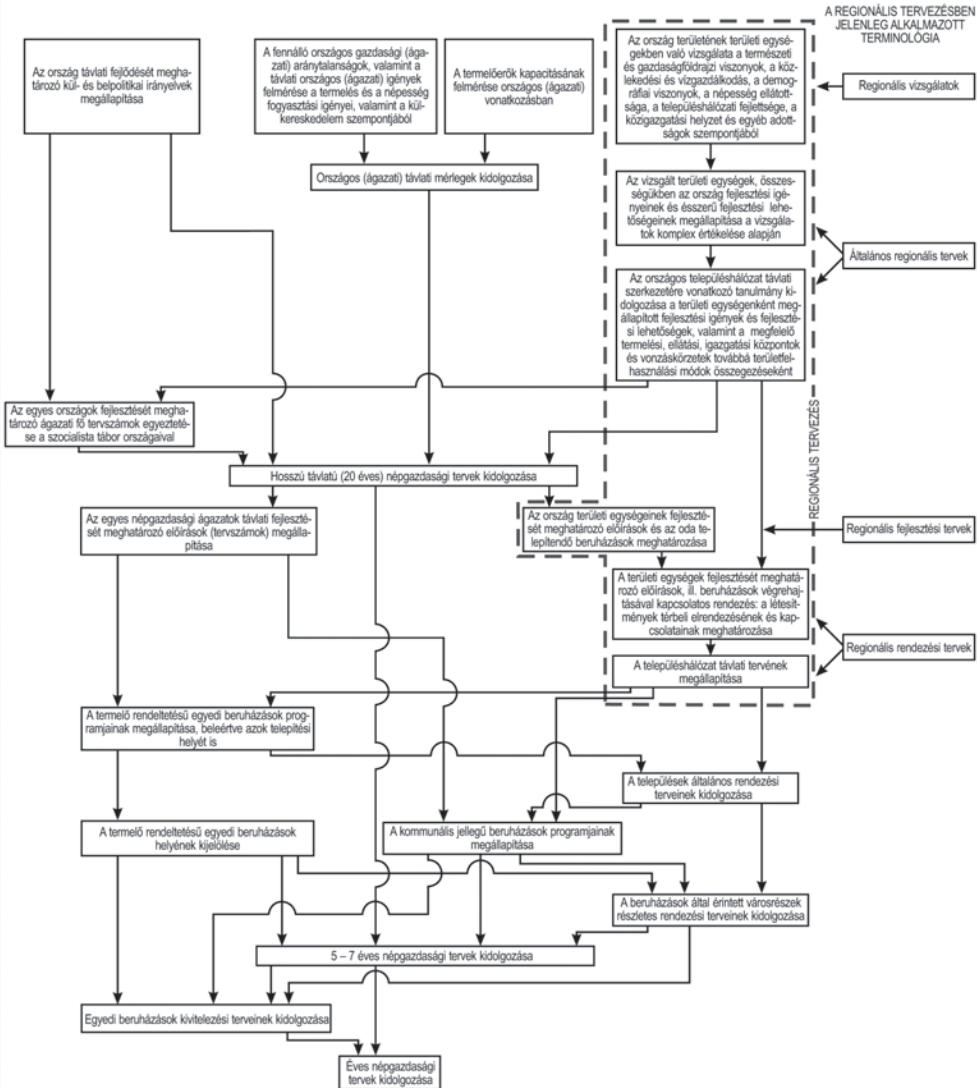 A REGIONÁLIS TERVEZÉSBEN
JELENLEG ALKALMAZOTT
TERMINOLÓGIA
Az ország távlati fejlődését megha-
tározó kül- és belpolitikai irányelvek
megállapítása
A fennálló országos gazdasági (ága-
zati) aránytalanságok, valamint a
távlati országos (ágazati) igények
felmérése a termelés és a népesség
fogyasztási igényei, valamint a kül-
kereskedelem szempontjából
A termelőerők kapacitásának
felmérése országos (ágazati)
vonatkozásban
Az ország területének területi egysé-
gekben való vizsgálata a természeti
és gazdaságföldrajzi viszonyok, a köz-
lekedési és vízgazdálkodás, a demog-
ráfiai viszonyok, a népesség ellátott-
sága, a településhálózati fejlettsége, a
közigazgatási helyzet és egyéb adott-
ságok szempontjából
Regionális vizsgálatok
Országos (ágazati) távlati mérlegek kidolgozása
Az vizsgált területi egységek, összes-
ségükben az ország fejlesztési igé-
nyeinek és ésszerű fejlesztési lehe-
tőségeinek megállapítása a vizsgála-
tok komplex értékelése alapján
Általános regionális tervek
Az országos településhálózat távlati
szerkezetére vonatkozó tanulmány ki-
dolgozása a területi egységenként meg-
állapított fejlesztési igények és fejleszté-
si lehetőségek, valamint a megfelelő
termelési, ellátási, igazgatási központok
és vonzáskörzetek továbbá területfel-
használási módok összegezéseként
Az egyes országok fejlesztését megha-
tározó ágazati fő tervszámok egyezteté-
se a szocialista tábor országaival
REGIONÁLIS TERVEZÉS
Hosszú távlatú (20 éves) népgazdasági tervek kidolgozása
Az egyes népgazdasági ágazatok távlati fejleszté-
sét meghatározó előírások (tervszámok) megálla-
pítása
Az ország területi egységeinek fejleszté-
sét meghatározó előírások és az oda te-
lepítendő beruházások meghatározása
Regionális fejlesztési tervek
A területi egységek fejlesztését meghatá-
rozó előírások, ill. beruházások végrehaj-
tásával kapcsolatos rendezés: a létesít-
mények térbeli elrendezésének és kap-
csolatainak meghatározása
Regionális rendezési tervek
A településhálózat távlati tervének
megállapítása
A termelő rendeltetésű egyedi beruházások prog-
ramjainak megállapítása, beleértve azok telepítési
helyét is
A települések általános rendezési
terveinek kidolgozása
A termelő rendeltetésű egyedi beruházások
helyének kijelölése
A kommunális jellegű beruházások programjainak
megállapítása
A beruházások által érintett városrészek
részletes rendezési terveinek kidolgozása
5 – 7 éves népgazdasági tervek kidolgozása
Egyedi beruházások kivitelezési terveinek kidolgozása
Éves népgazdasági
tervek kidolgozása